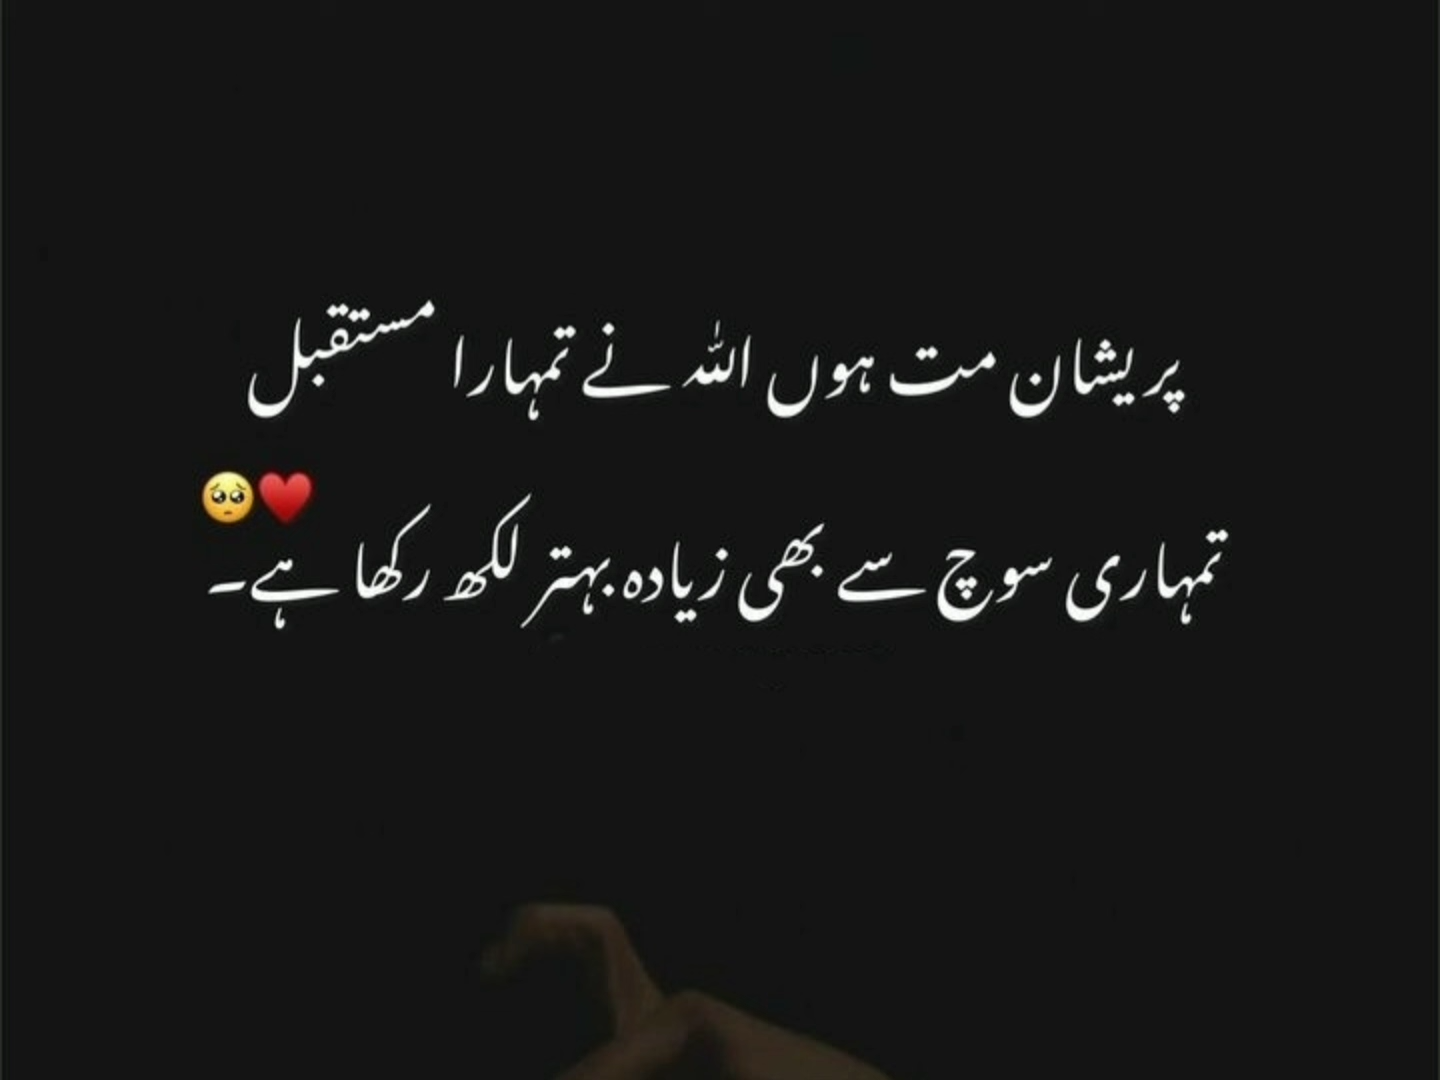 پریشان مت ہوں اللہ نے تمہارا مستقبل
تمہاری سوچ سے بھی زیادہ بہتر لکھ رکھا ہے۔ ♥️🥺